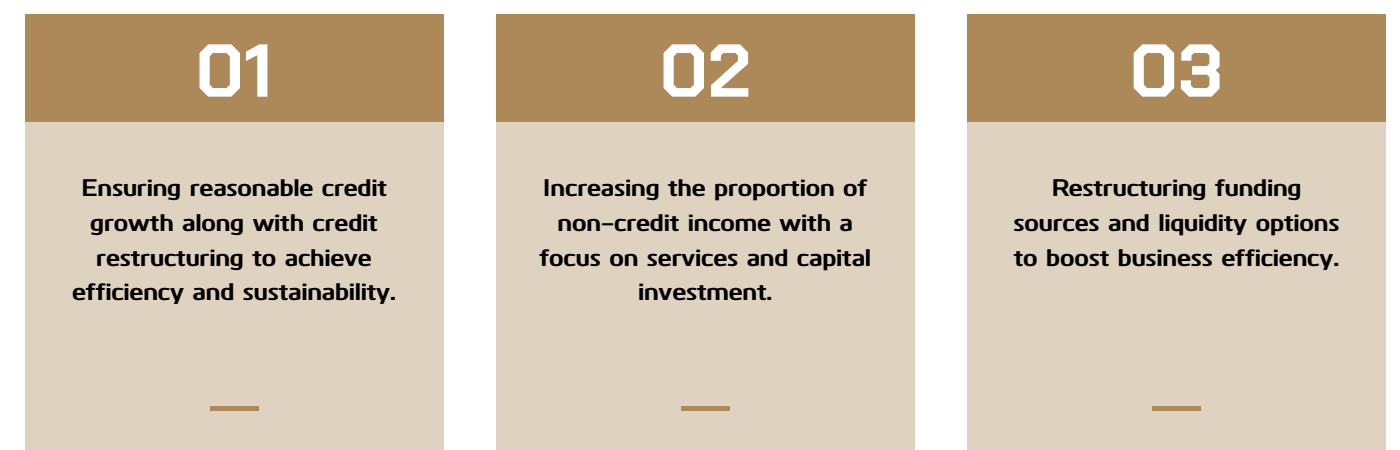 01
Ensuring reasonable credit
growth along with credit
restructuring to achieve
efficiency and sustainability.
02
Increasing the proportion of
non-credit income with a
focus on services and capital
investment.
03
Restructuring funding
sources and liquidity options
to boost business efficiency.